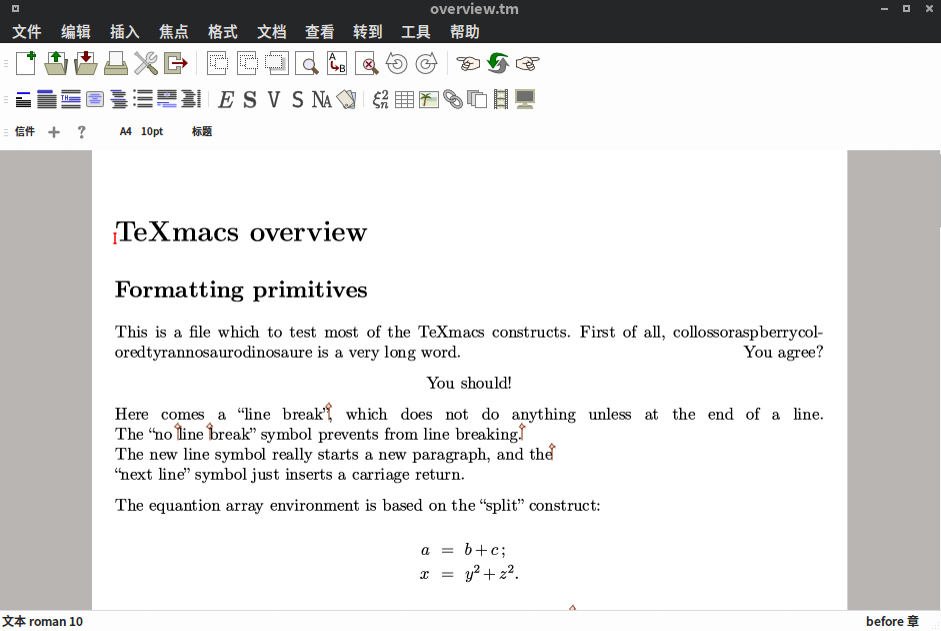 overview.tm
文件 编辑 插入 焦点 格式 文档 查看 转到 工具 帮助
信件 A4 10pt 标题
TeXmacs overview
Formatting primitives
This is a file which to test most of the TeXmacs constructs. First of all, collossoraspberrycol-
oredtyrannosaurodinosaure is a very long word. You agree?
You should!
Here comes a “line break”, which does not do anything unless at the end of a line.
The “no line break” symbol prevents from line breaking.
The new line symbol really starts a new paragraph, and the
“next line” symbol just inserts a carriage return.
The equantion array environment is based on the “split” construct:
a = b + c;
x = y² + z².
文本 roman 10 before 章